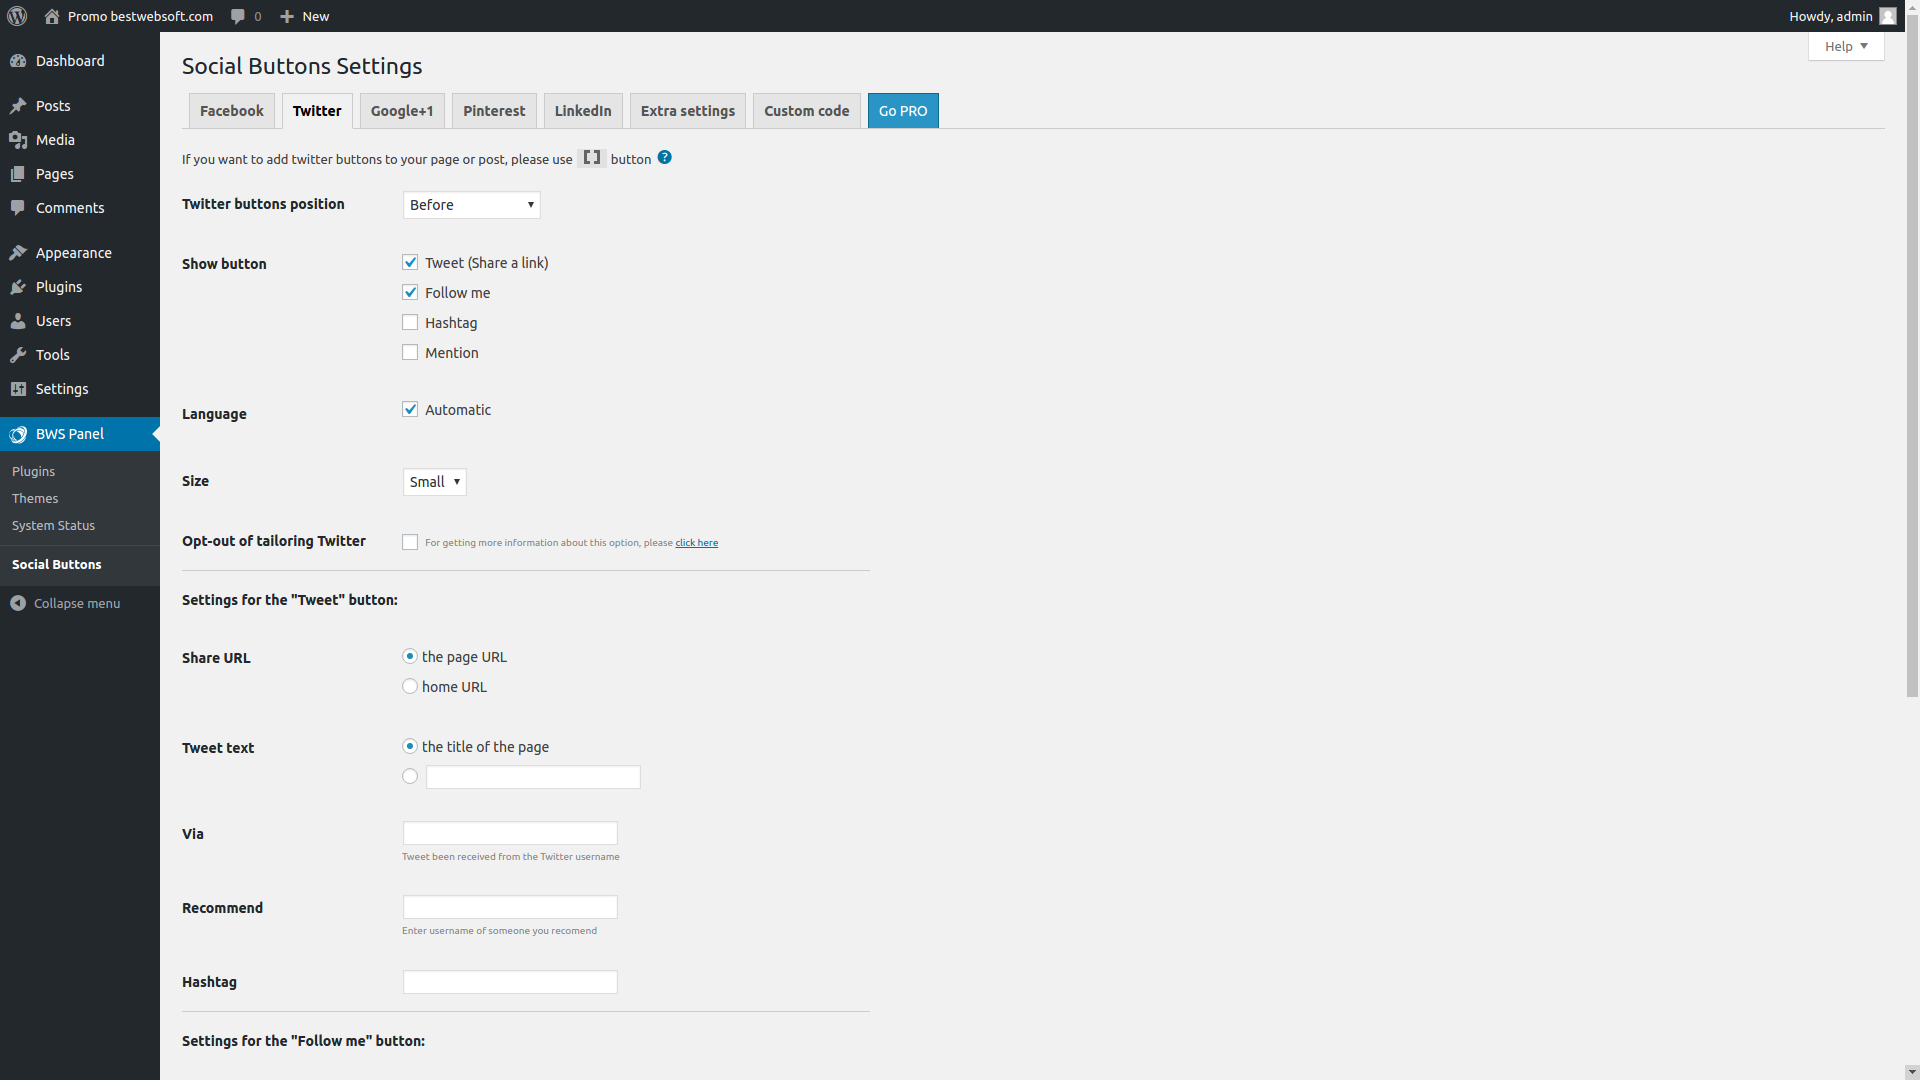 Promo bestwebsoft.com 0 New Howdy, admin
Help
Dashboard
Posts
Media
Pages
Comments
Appearance
Plugins
Users
Tools
Settings
BWS Panel
Plugins
Themes
System Status
Social Buttons
Collapse menu
Social Buttons Settings
Facebook Twitter Google+1 Pinterest LinkedIn Extra settings Custom code Go PRO
If you want to add twitter buttons to your page or post, please use [] button ?
Twitter buttons position Before
Show button Tweet (Share a link)
Follow me
Hashtag
Mention
Language Automatic
Size Small
Opt-out of tailoring Twitter For getting more information about this option, please click here
Settings for the "Tweet" button:
Share URL the page URL
home URL
Tweet text the title of the page
Via
Tweet been received from the Twitter username
Recommend
Enter username of someone you recomend
Hashtag
Settings for the "Follow me" button: